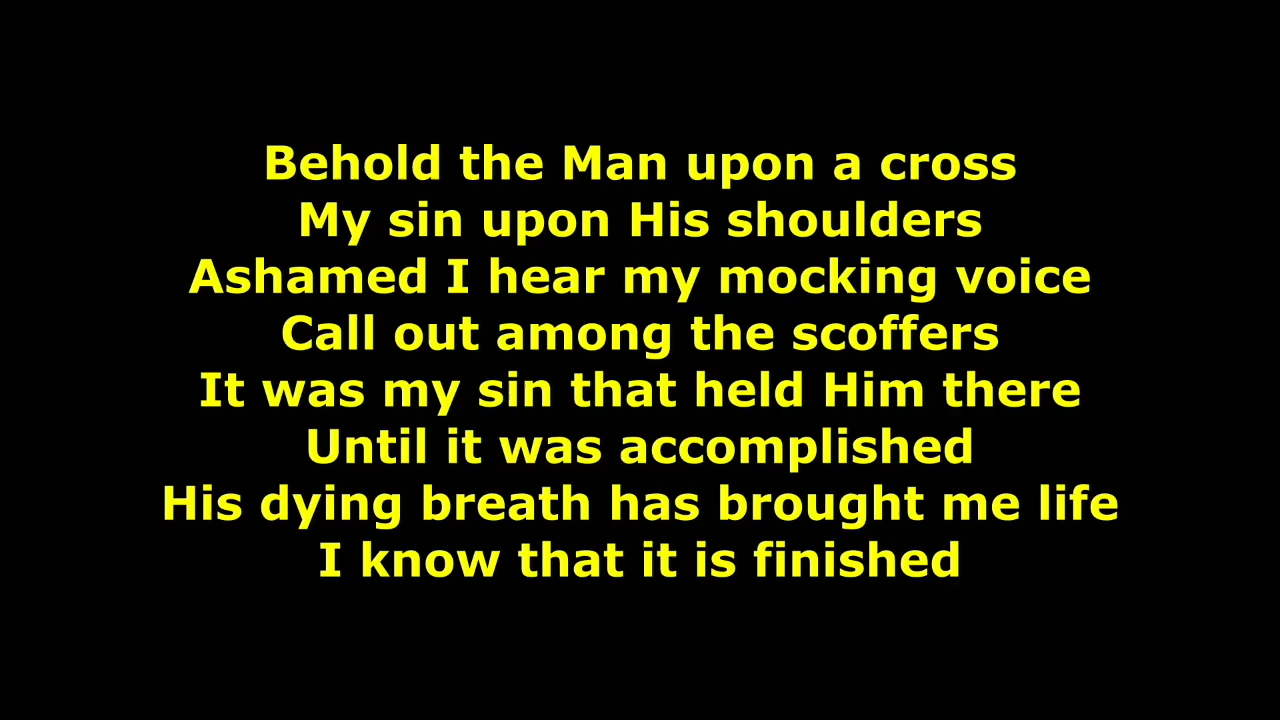 Behold the Man upon a cross
My sin upon His shoulders
Ashamed I hear my mocking voice
Call out among the scoffers
It was my sin that held Him there
Until it was accomplished
His dying breath has brought me life
I know that it is finished